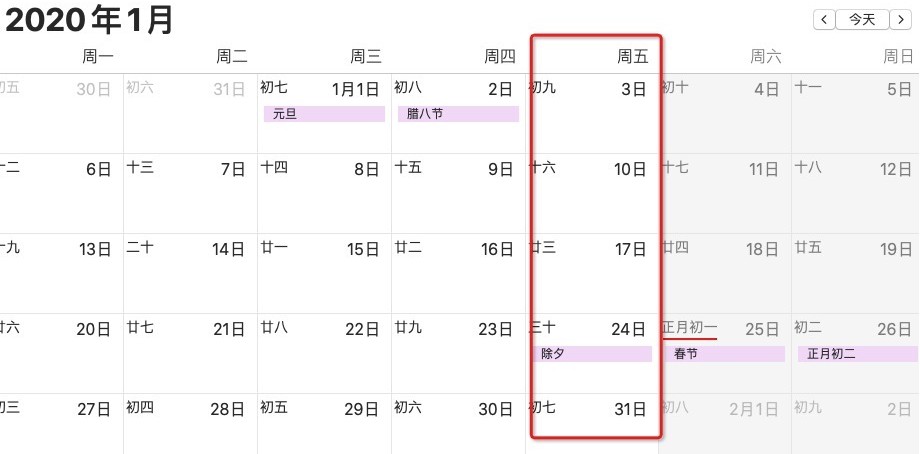 2020年1月
< 今天 >
周一 周二 周三 周四 周五 周六 周日
初五 30日 初六 31日 初七 1月1日 初八 2日 初九 3日 初十 4日 十一 5日
元旦 腊八节
十二 6日 十三 7日 十四 8日 十五 9日 十六 10日 十七 11日 十八 12日
十九 13日 二十 14日 廿一 15日 廿二 16日 廿三 17日 廿四 18日 廿五 19日
廿六 20日 廿七 21日 廿八 22日 廿九 23日 三十 24日 正月初一 25日 初二 26日
除夕 春节 正月初二
初三 27日 初四 28日 初五 29日 初六 30日 初七 31日 初八 2月1日 初九 2日